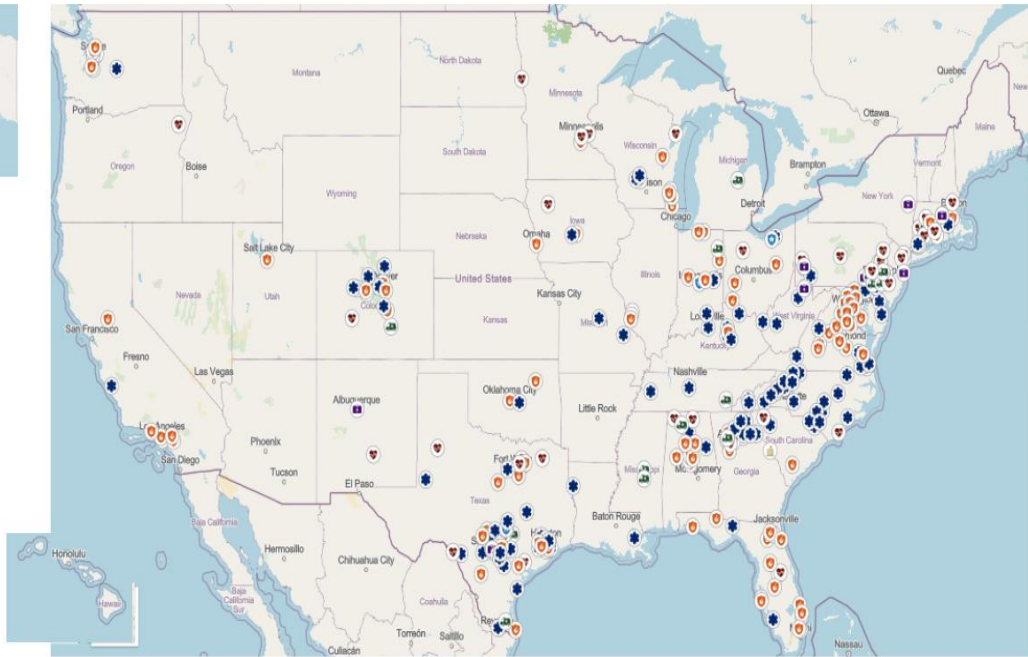 Quebec
Montana
North Dakota
Minnesota
Maine
Portland
Ottawa
Oregon
Boise
South Dakota
Wisconsin
Michigan
Brampton
Vermont
Wyoming
New York
Detroit
Chicago
Iowa
Omaha
Salt Lake City
Nebraska
Nevada
Utah
United States
Illinois
Columbus
Kansas City
San Francisco
Kansas
West Virginia
Fresno
Kentucky
Las Vegas
Nashville
Oklahoma City
Albuquerque
Little Rock
Los Angeles
South Carolina
Phoenix
San Diego
Tucson
Montgomery
Georgia
El Paso
Texas
Baton Rouge
Jacksonville
Baja California
Hermosillo
Honolulu
Chihuahua City
Hawaii
Baja
California
Sur
Coahuila
Torreón
Saltillo
Culiacán
Nassau